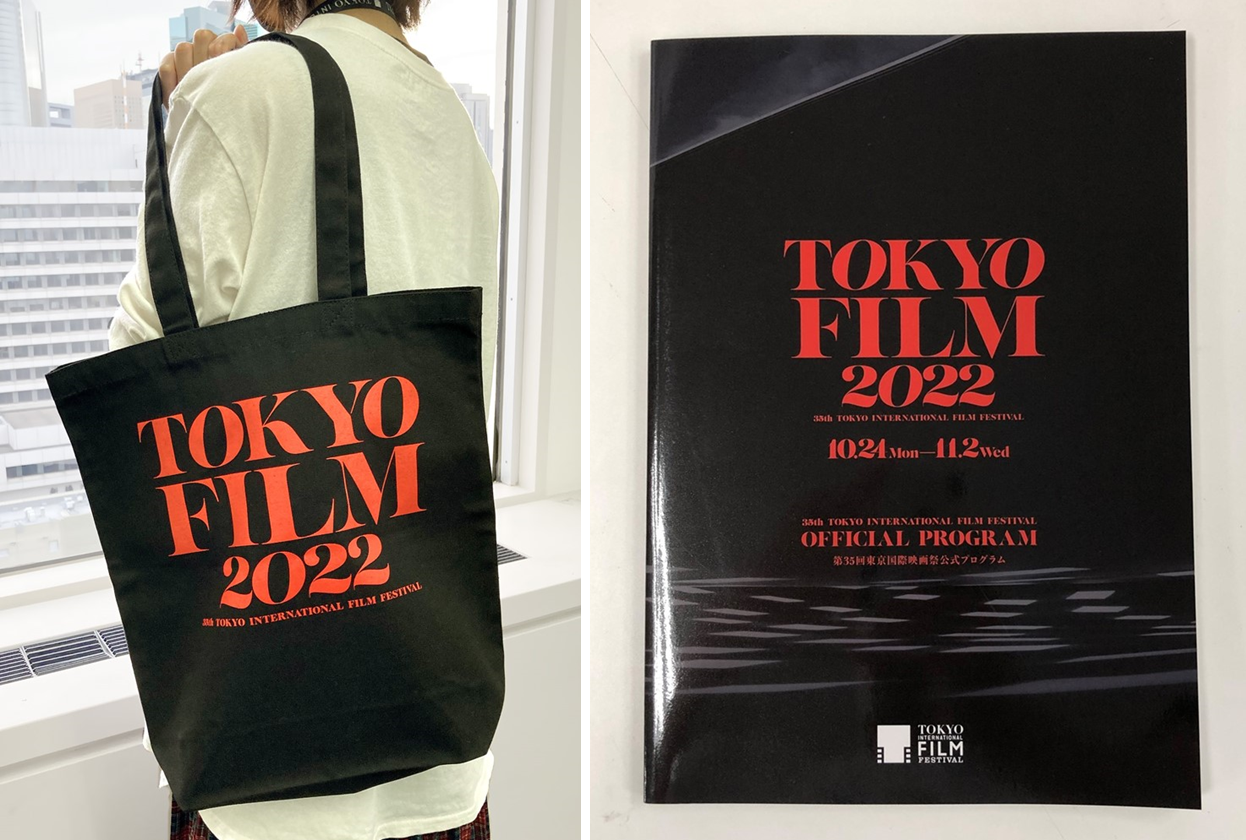 TOKYO
FILM
2022
35th TOKYO INTERNATIONAL FILM FESTIVAL
TOKYO
FILM
2022
35th TOKYO INTERNATIONAL FILM FESTIVAL
10.24 Mon—11.2 Wed
35th TOKYO INTERNATIONAL FILM FESTIVAL
OFFICIAL PROGRAM
第35回東京国際映画祭公式プログラム
TOKYO
INTERNATIONAL
FILM
FESTIVAL